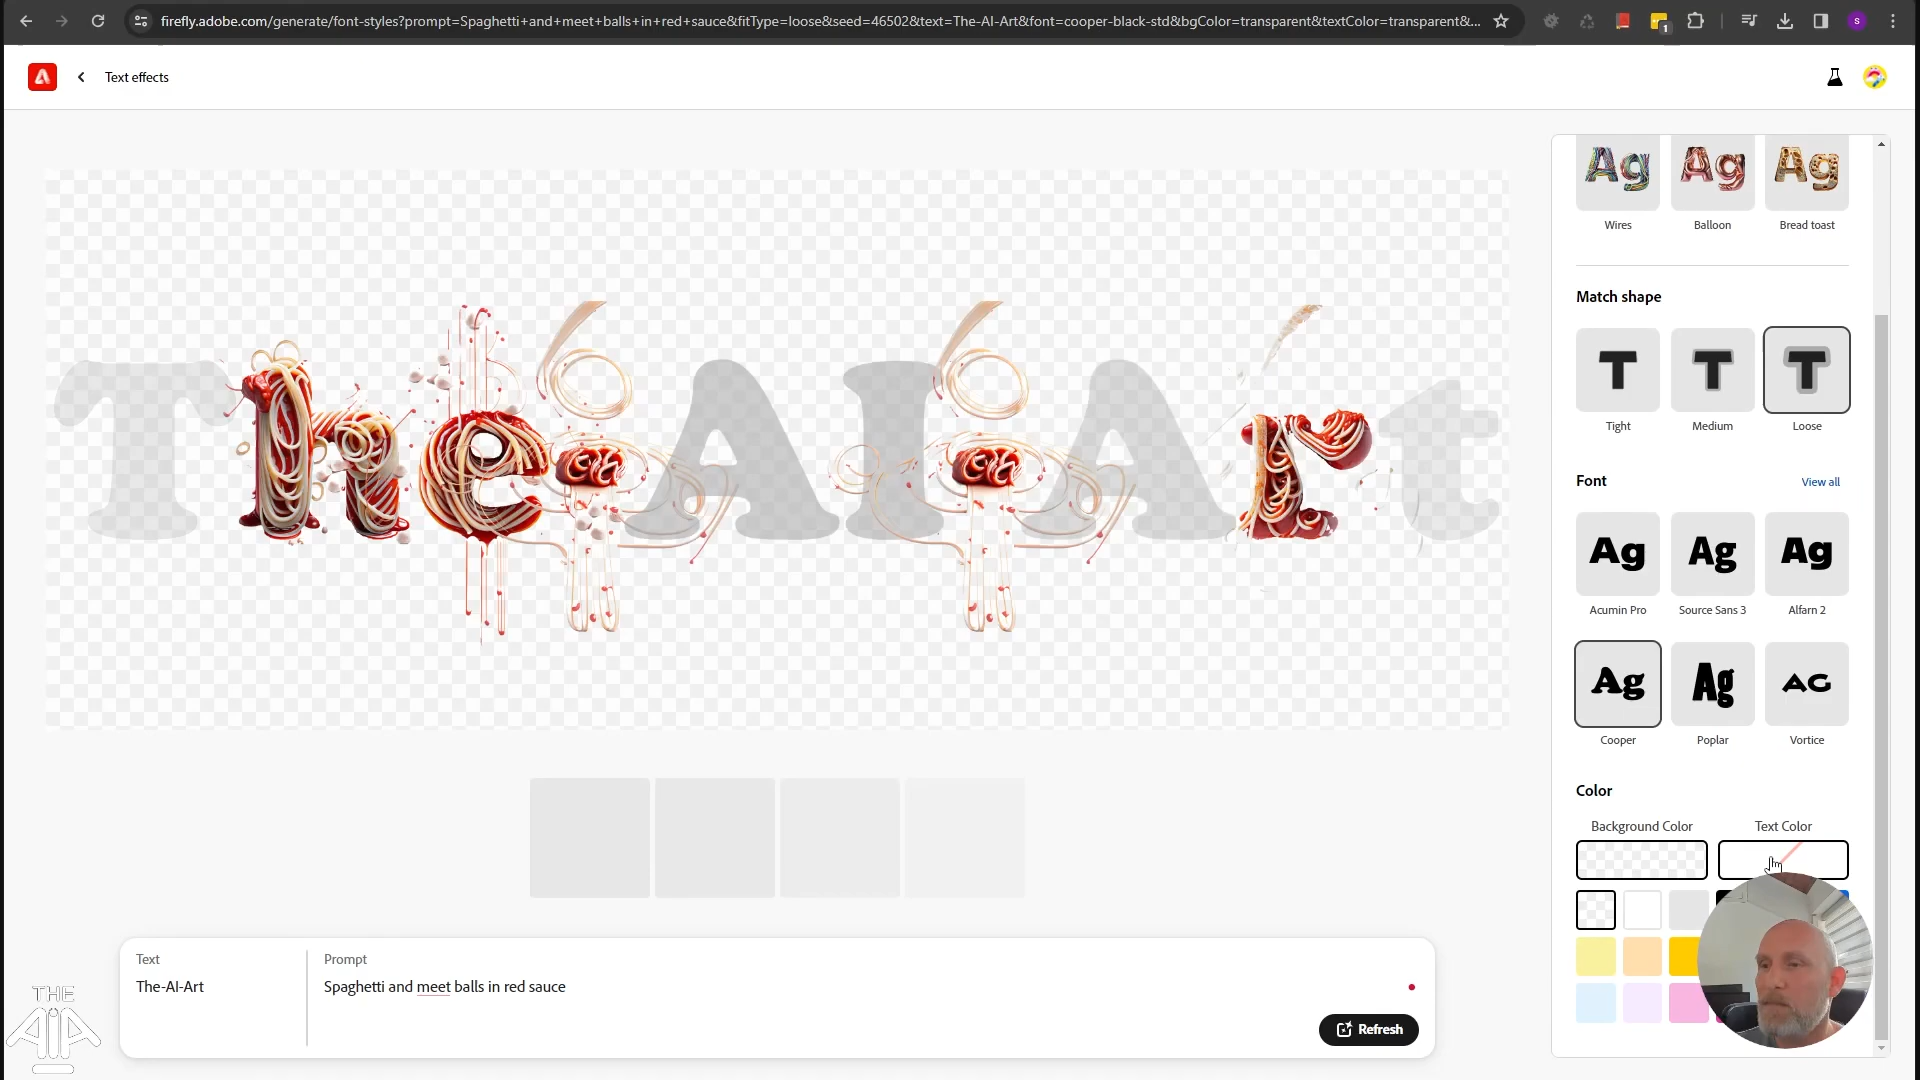 firefly.adobe.com/generate/font-styles?prompt=Spaghetti+and+meet+balls+in+red+sauce&fitType=loose&seed=46502&text=The-AI-Art&font=cooper-black-std&bgColor=transparent&textColor=transparent&...
1
S
Text effects
Ag Ag Ag
Wires Balloon Bread toast
Match shape
T T T
Tight Medium Loose
The-AI-Art
Font View all
Ag Ag Ag
Acumin Pro Source Sans 3 Alfarn 2
Ag Ag AG
Cooper Poplar Vortice
Color
Background Color Text Color
Text Prompt
The-AI-Art Spaghetti and meet balls in red sauce
Refresh
THE
AIA